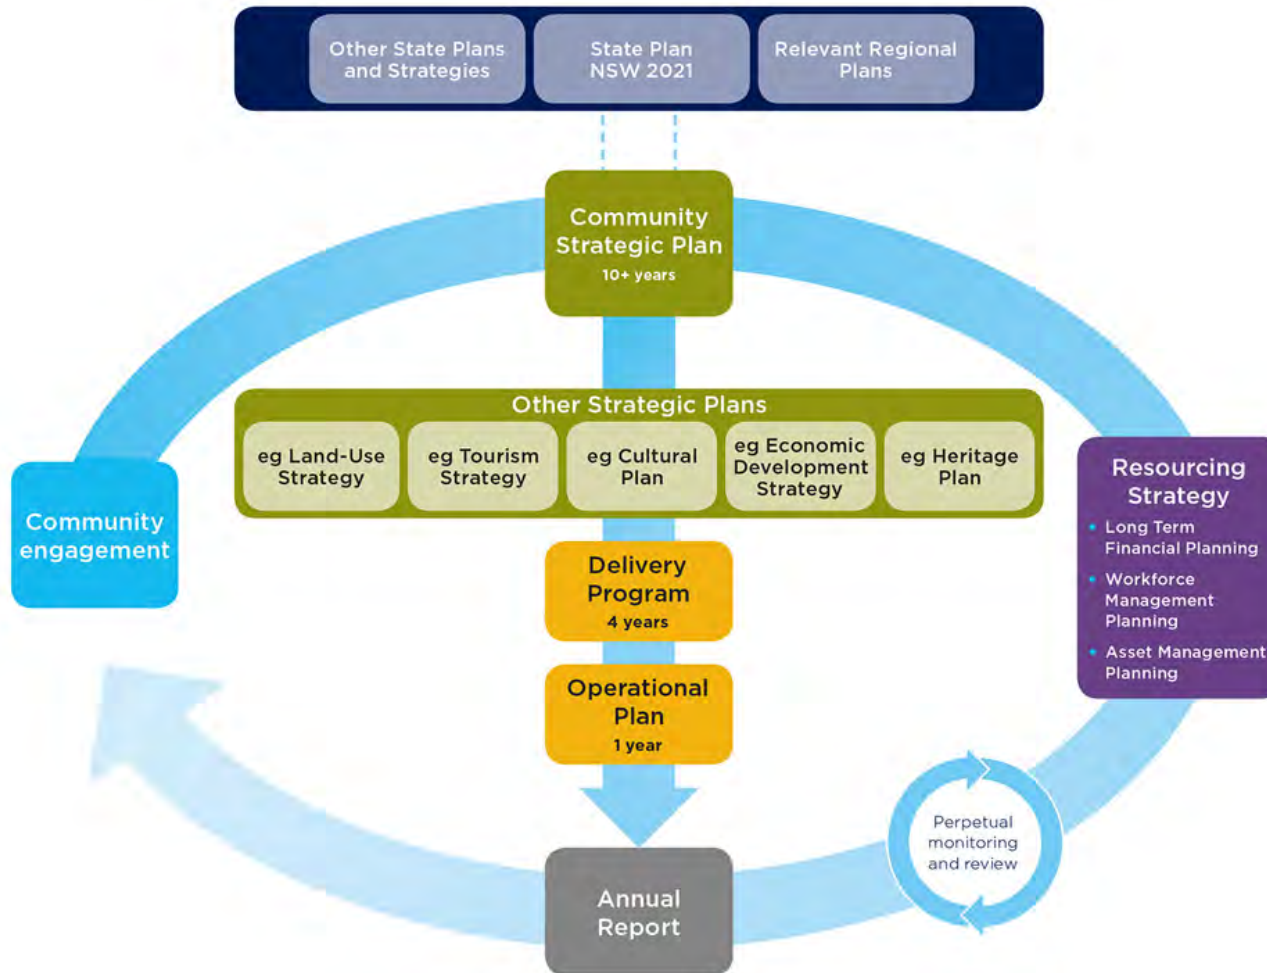 Other State Plans
and Strategies
State Plan
NSW 2021
Relevant Regional
Plans
Community
Strategic Plan
10+ years
Other Strategic Plans
eg Land-Use
Strategy
eg Tourism
Strategy
eg Cultural
Plan
eg Economic
Development
Strategy
eg Heritage
Plan
Community
engagement
Resourcing
Strategy
• Long Term
Financial Planning
• Workforce
Management
Planning
• Asset Management
Planning
Delivery
Program
4 years
Operational
Plan
1 year
Perpetual
monitoring
and review
Annual
Report